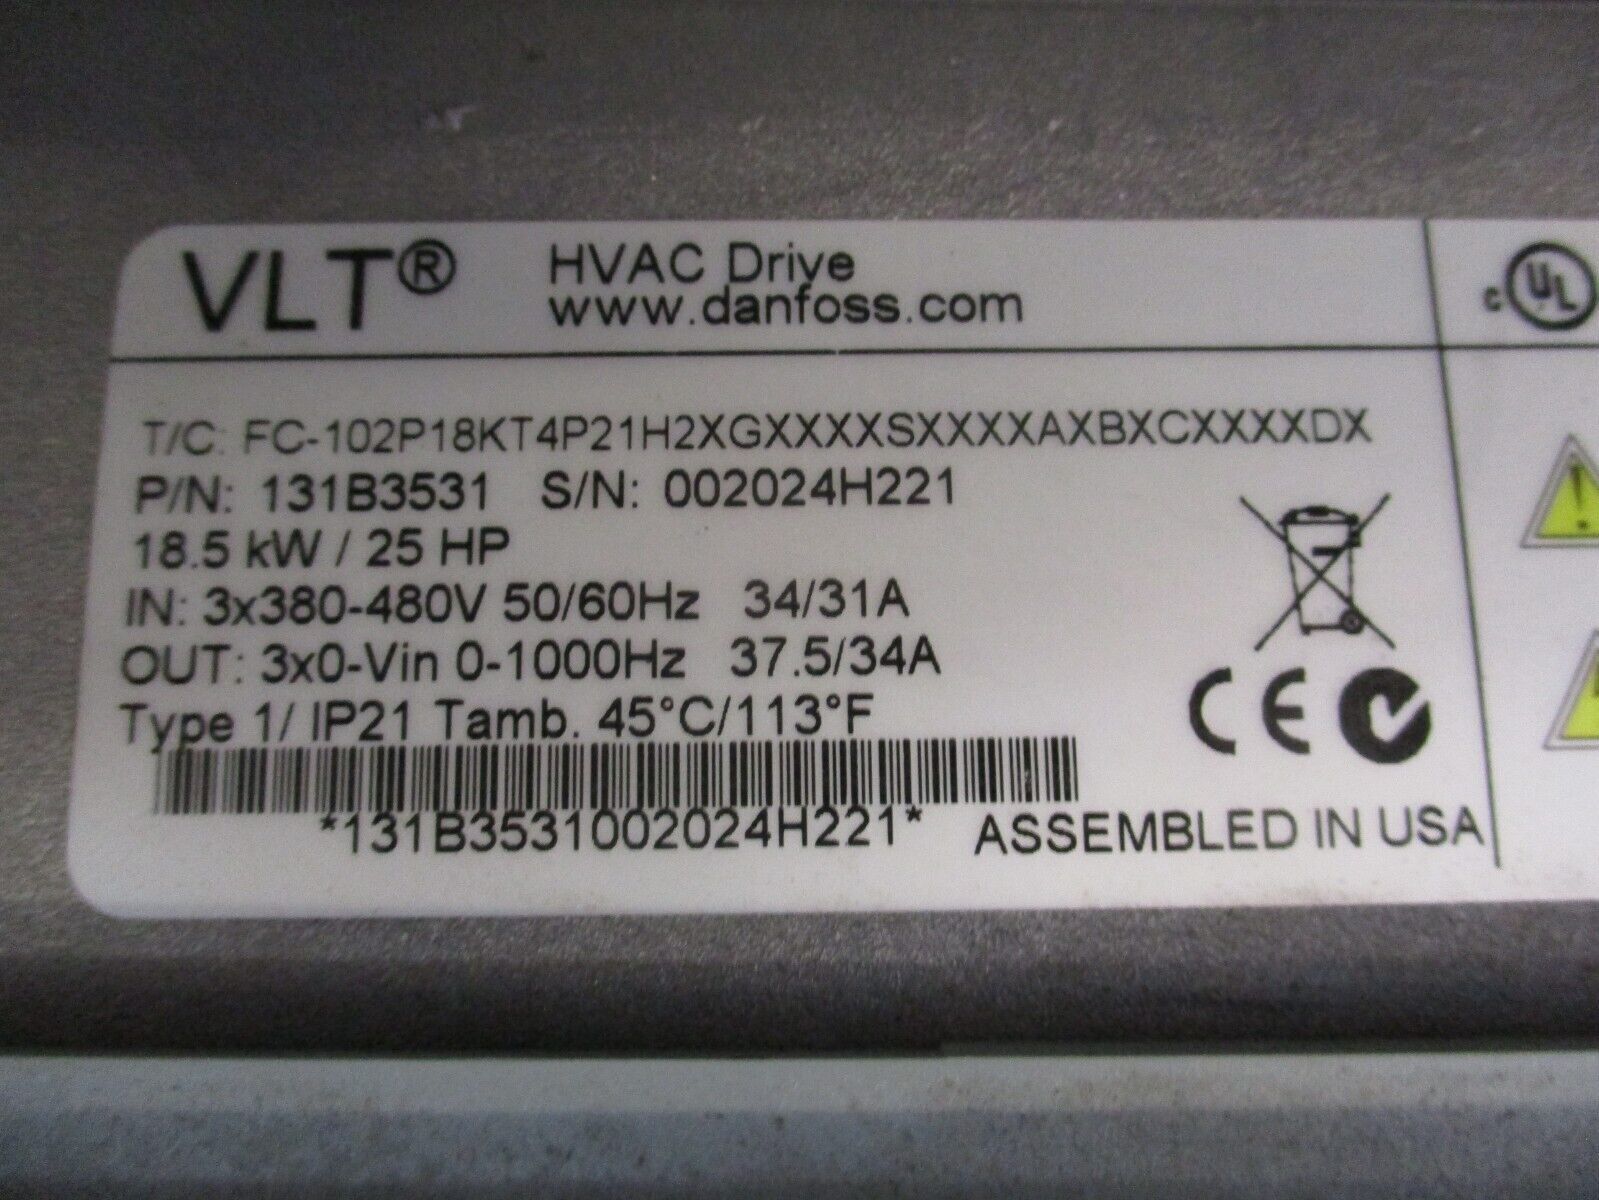 VLT® HVAC Drive
www.danfoss.com
c UL
T/C: FC-102P18KT4P21H2XGXXXXSXXXXAXBXCXXXXDX
P/N: 131B3531 S/N: 002024H221
18.5 kW / 25 HP
IN: 3x380-480V 50/60Hz 34/31A
OUT: 3x0-Vin 0-1000Hz 37.5/34A
Type 1/ IP21 Tamb. 45°C/113°F
CE
*131B3531002024H221* ASSEMBLED IN USA